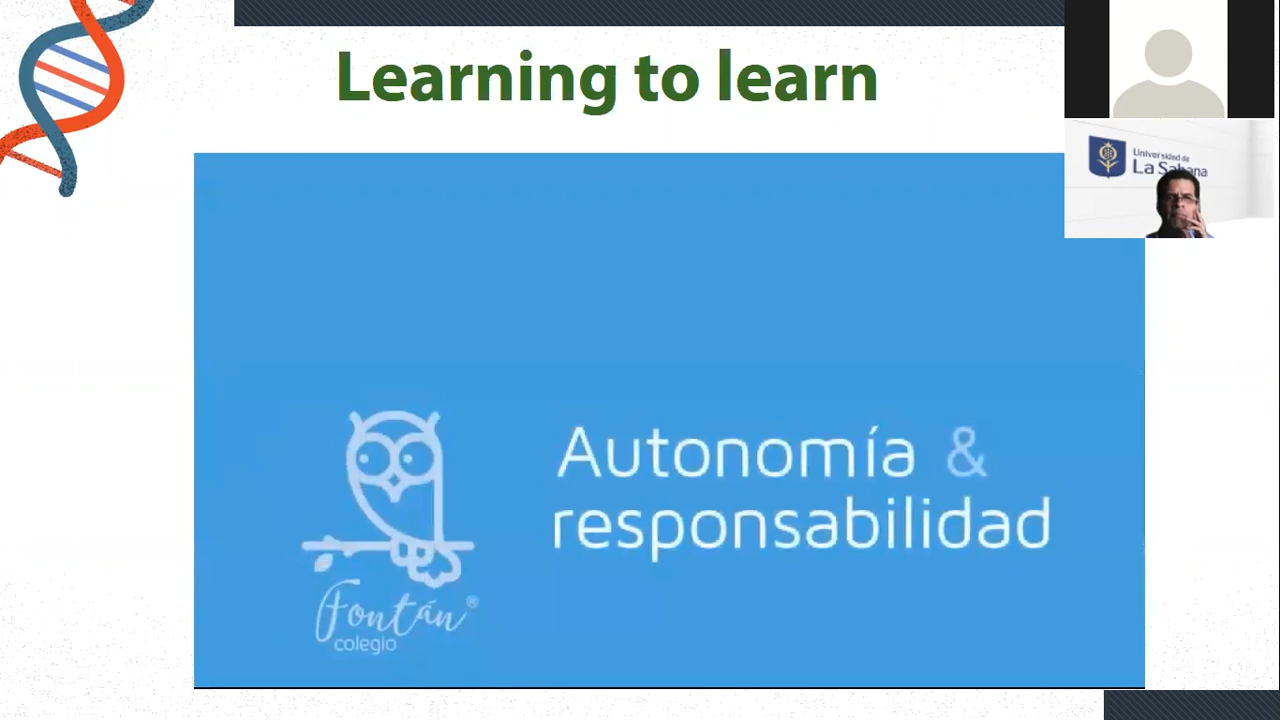 Learning to learn
Universidad de
La Sabana
Autonomía &
responsabilidad
Fontán®
colegio